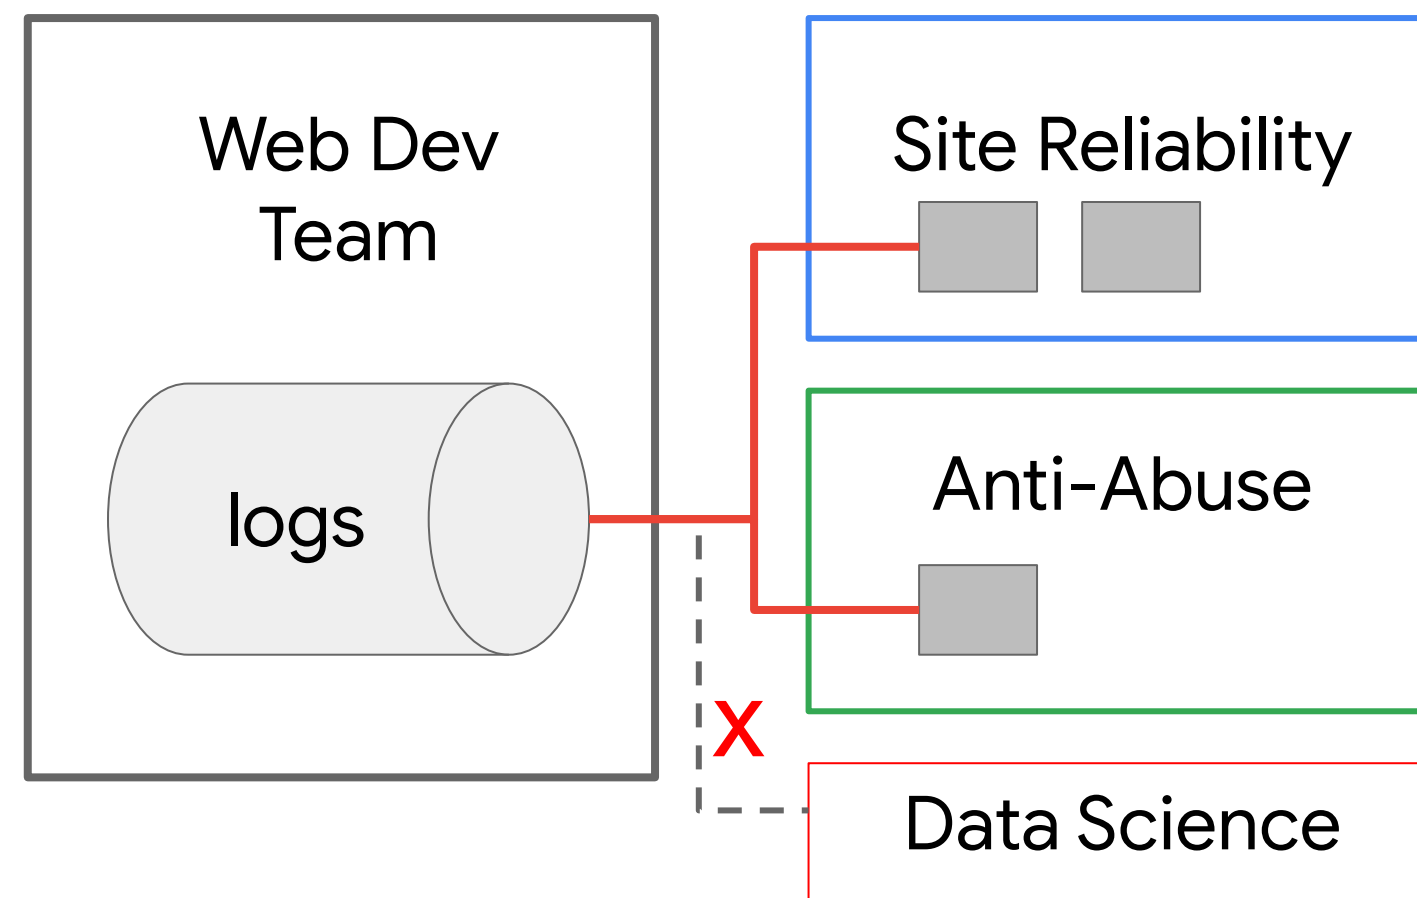 Web Dev
Team
logs
Site Reliability
Anti-Abuse
X
Data Science